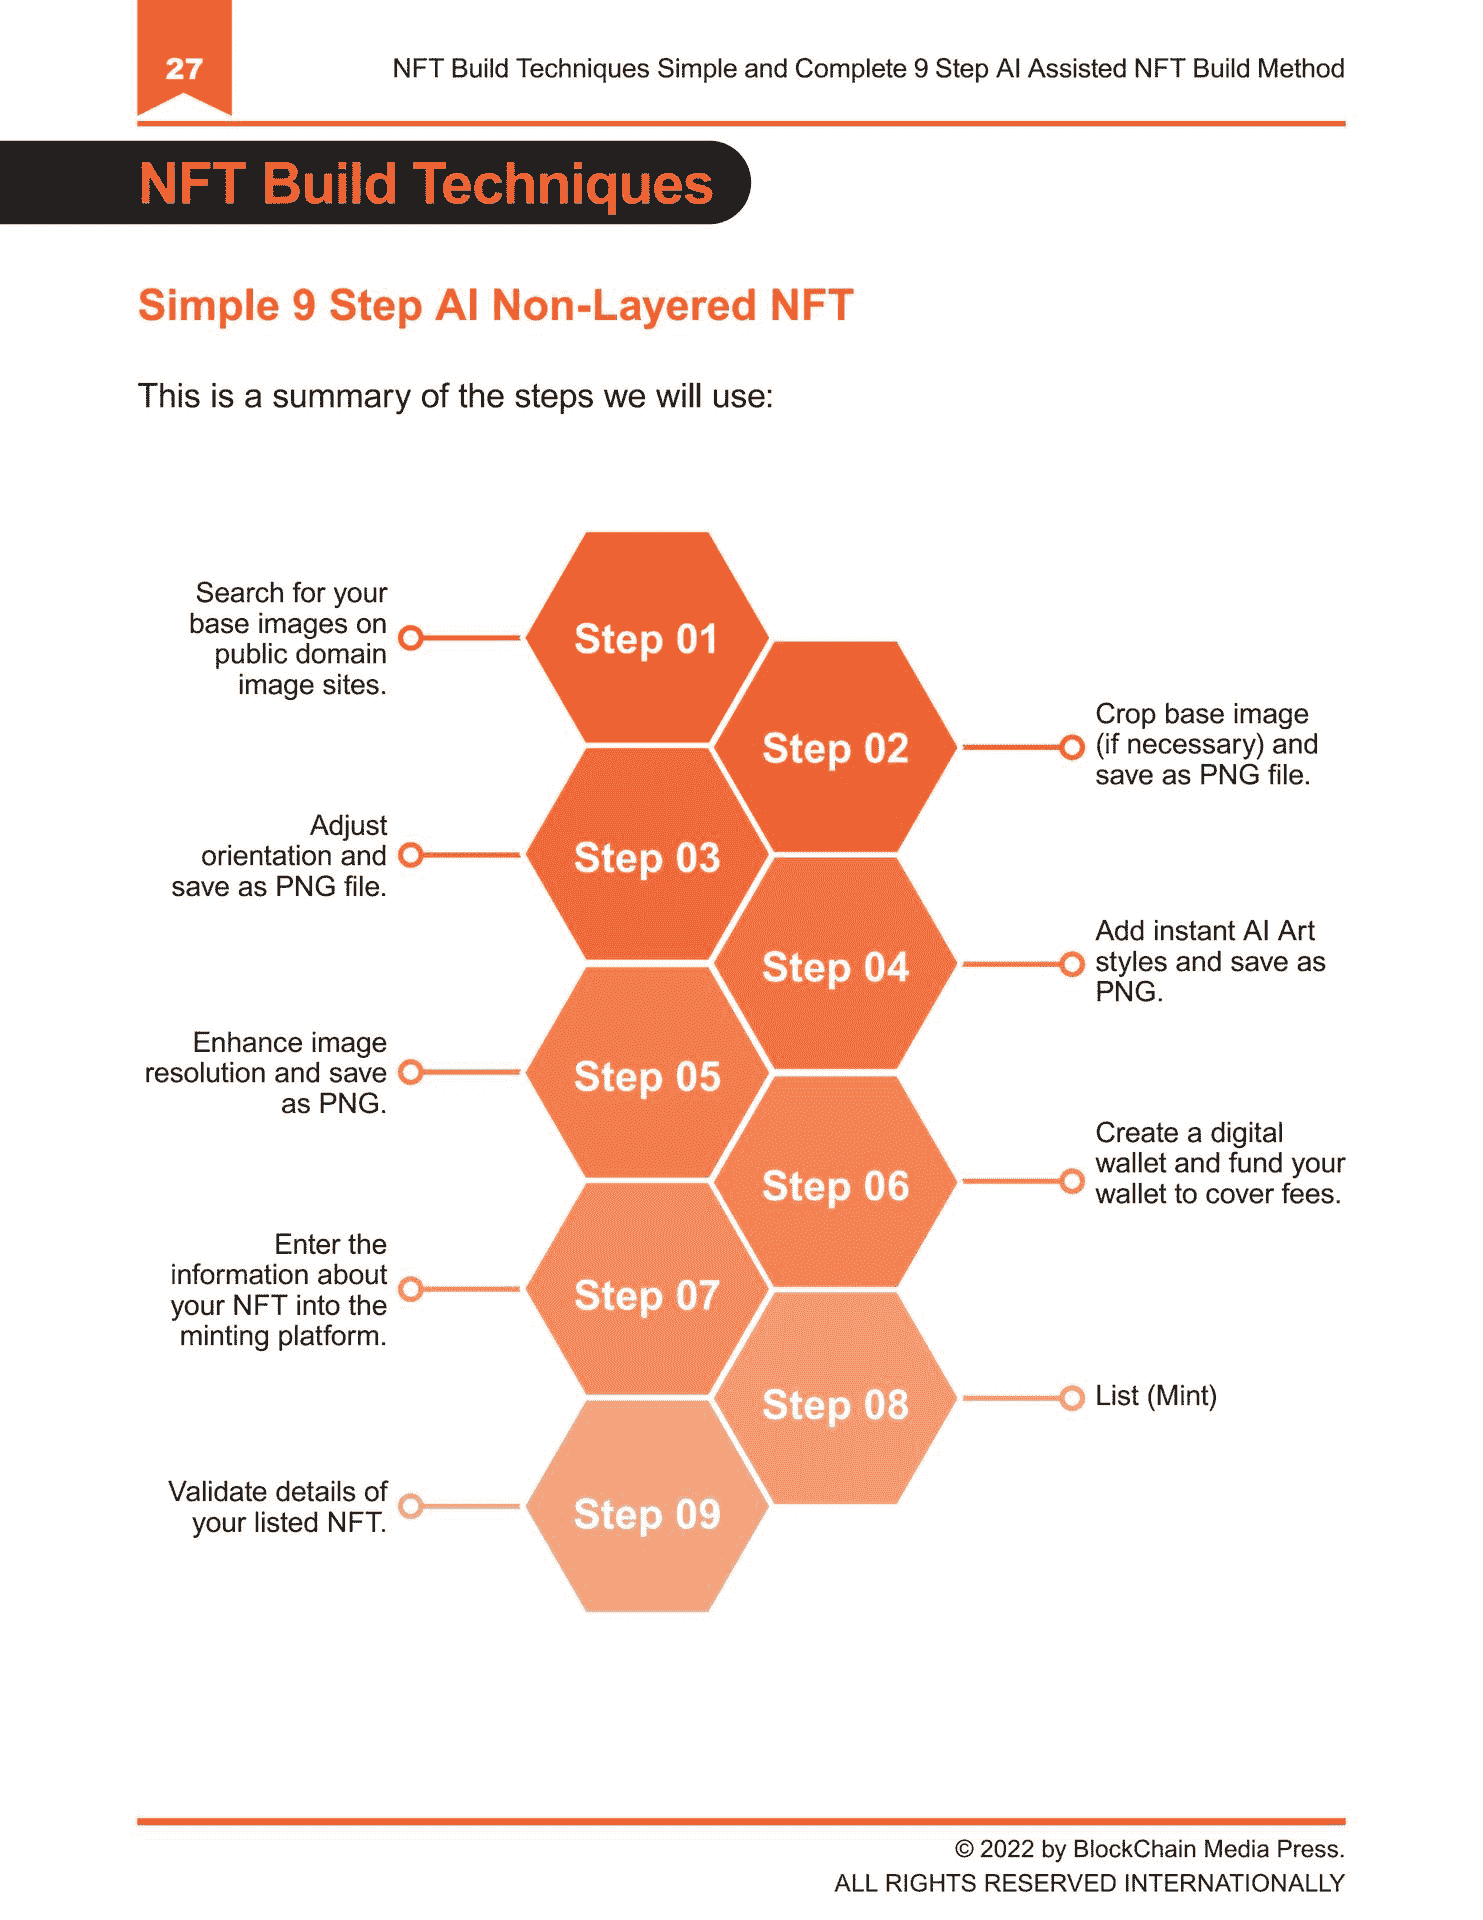 27
NFT Build Techniques Simple and Complete 9 Step AI Assisted NFT Build Method
NFT Build Techniques
Simple 9 Step AI Non-Layered NFT
This is a summary of the steps we will use:
Search for your
base images on
public domain
image sites.
Step 01
Step 02
Crop base image
(if necessary) and
save as PNG file.
Adjust
orientation and
save as PNG file.
Step 03
Step 04
Add instant AI Art
styles and save as
PNG.
Enhance image
resolution and save
as PNG.
Step 05
Step 06
Create a digital
wallet and fund your
wallet to cover fees.
Enter the
information about
your NFT into the
minting platform.
Step 07
Step 08
List (Mint)
Validate details of
your listed NFT.
Step 09
© 2022 by BlockChain Media Press.
ALL RIGHTS RESERVED INTERNATIONALLY